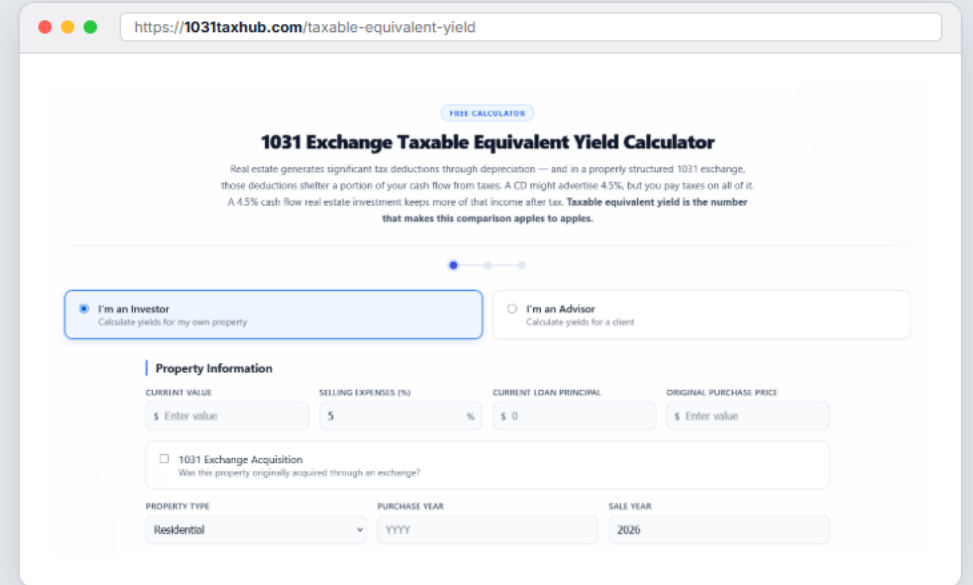 https://1031taxhub.com/taxable-equivalent-yield
FREE CALCULATOR
1031 Exchange Taxable Equivalent Yield Calculator
Real estate generates significant tax deductions through depreciation — and in a properly structured 1031 exchange,
those deductions shelter a portion of your cash flow from taxes. A CD might advertise 4.5%, but you pay taxes on all of it.
A 4.5% cash flow real estate investment keeps more of that income after tax. Taxable equivalent yield is the number
that makes this comparison apples to apples.
I'm an Investor
Calculate yields for my own property
I'm an Advisor
Calculate yields for a client
Property Information
CURRENT VALUE
$ Enter value
SELLING EXPENSES (%)
5 %
CURRENT LOAN PRINCIPAL
$ 0
ORIGINAL PURCHASE PRICE
$ Enter value
1031 Exchange Acquisition
Was this property originally acquired through an exchange?
PROPERTY TYPE
Residential
PURCHASE YEAR
YYYY
SALE YEAR
2026